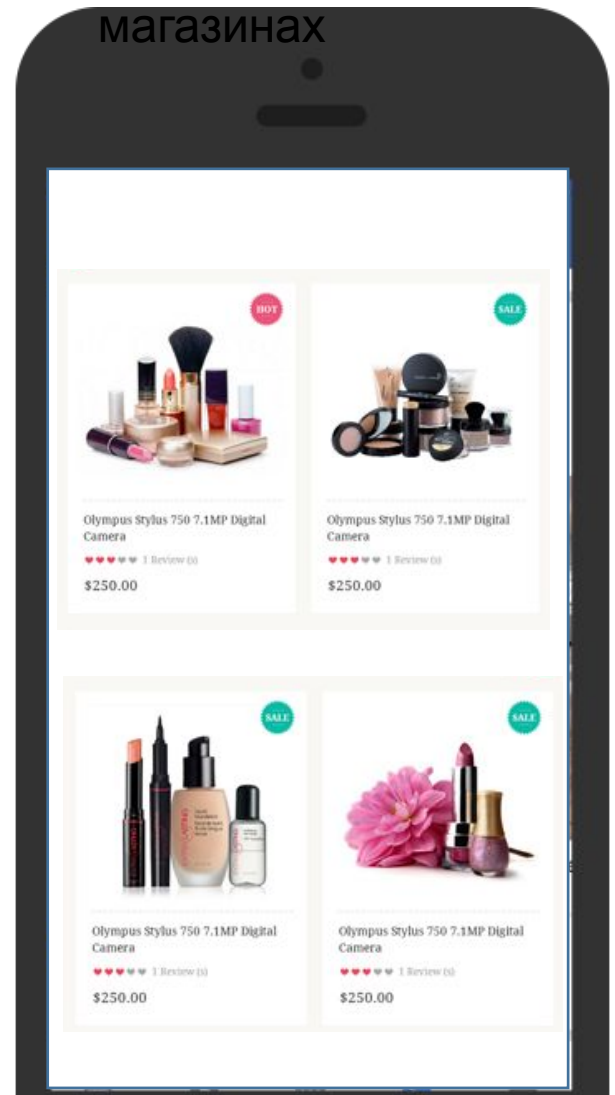 магазинах
HOT
SALE
Olympus Stylus 750 7.1MP Digital
Camera
1 Review (s)
$250.00
Olympus Stylus 750 7.1MP Digital
Camera
1 Review (s)
$250.00
SALE
SALE
Olympus Stylus 750 7.1MP Digital
Camera
1 Review (s)
$250.00
Olympus Stylus 750 7.1MP Digital
Camera
1 Review (s)
$250.00